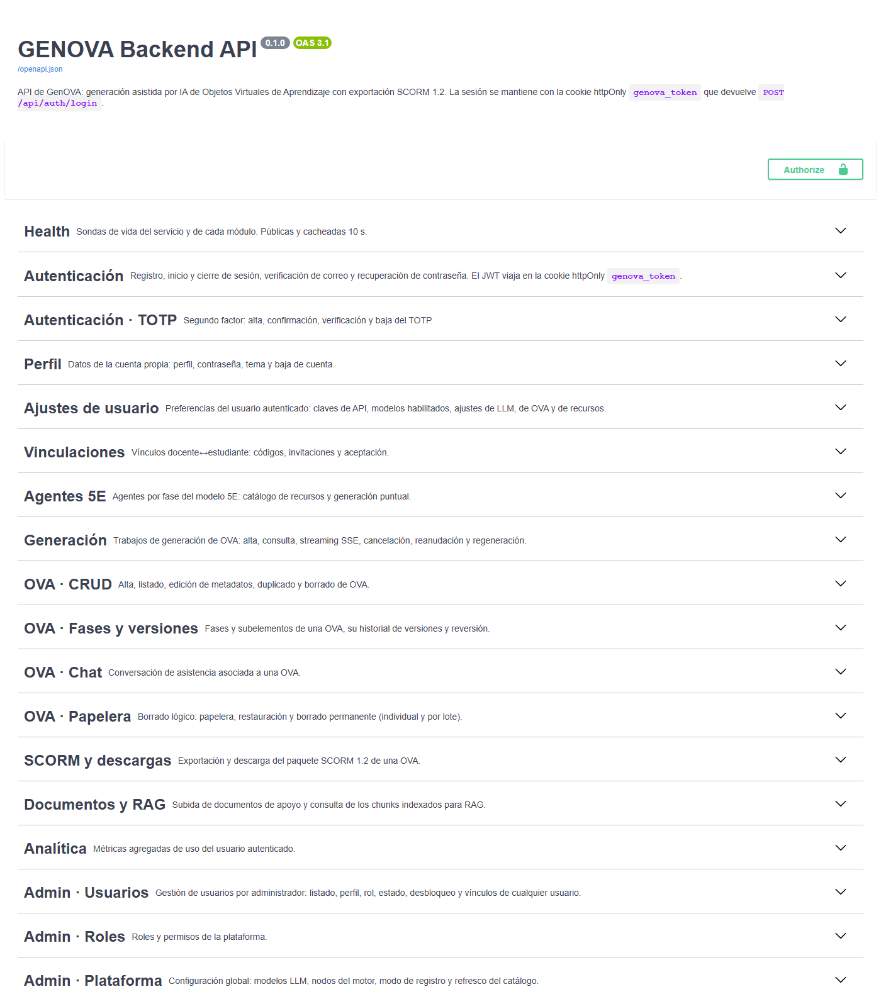 GENOVA Backend API 0.1.0 OAS 3.1
/openapi.json
API de GenOVA: generación asistida por IA de Objetos Virtuales de Aprendizaje con exportación SCORM 1.2. La sesión se mantiene con la cookie httpOnly genova_token que devuelve POST
/api/auth/login .
Authorize
Health Sondas de vida del servicio y de cada módulo. Públicas y cacheadas 10 s.
Autenticación Registro, inicio y cierre de sesión, verificación de correo y recuperación de contraseña. El JWT viaja en la cookie httpOnly genova_token .
Autenticación · TOTP Segundo factor: alta, confirmación, verificación y baja del TOTP.
Perfil Datos de la cuenta propia: perfil, contraseña, tema y baja de cuenta.
Ajustes de usuario Preferencias del usuario autenticado: claves de API, modelos habilitados, ajustes de LLM, de OVA y de recursos.
Vinculaciones Vínculos docente↔estudiante: códigos, invitaciones y aceptación.
Agentes 5E Agentes por fase del modelo 5E: catálogo de recursos y generación puntual.
Generación Trabajos de generación de OVA: alta, consulta, streaming SSE, cancelación, reanudación y regeneración.
OVA · CRUD Alta, listado, edición de metadatos, duplicado y borrado de OVA.
OVA · Fases y versiones Fases y subelementos de una OVA, su historial de versiones y reversión.
OVA · Chat Conversación de asistencia asociada a una OVA.
OVA · Papelera Borrado lógico: papelera, restauración y borrado permanente (individual y por lote).
SCORM y descargas Exportación y descarga del paquete SCORM 1.2 de una OVA.
Documentos y RAG Subida de documentos de apoyo y consulta de los chunks indexados para RAG.
Analítica Métricas agregadas de uso del usuario autenticado.
Admin · Usuarios Gestión de usuarios por administrador: listado, perfil, rol, estado, desbloqueo y vínculos de cualquier usuario.
Admin · Roles Roles y permisos de la plataforma.
Admin · Plataforma Configuración global: modelos LLM, nodos del motor, modo de registro y refresco del catálogo.